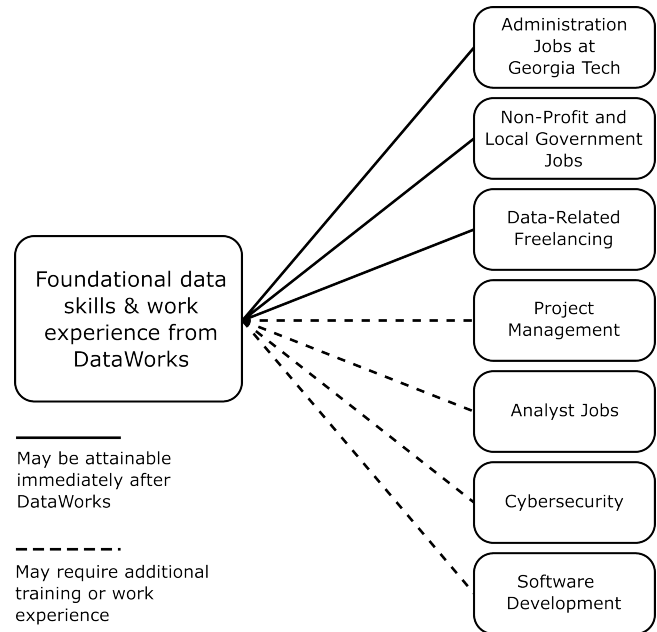 Administration
Jobs at
Georgia Tech
Non-Profit and
Local Government
Jobs
Data-Related
Freelancing
Foundational data
skills & work
experience from
DataWorks
Project
Management
Analyst Jobs
Cybersecurity
Software
Development
May be attainable
immediately after
DataWorks
May require additional
training or work
experience